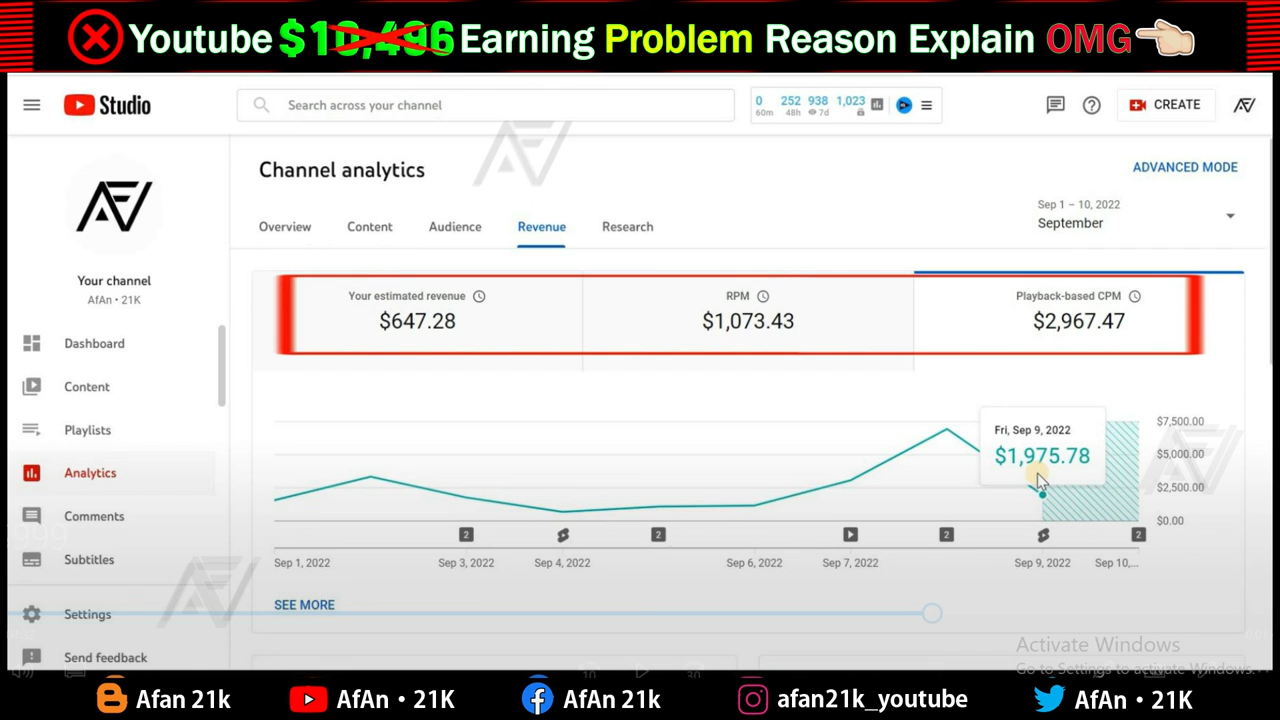 Youtube $10,496 Earning Problem Reason Explain OMG
Studio
Search across your channel
0 252 938 1,023
60m 48h 7d
CREATE
Channel analytics
ADVANCED MODE
Sep 1 – 10, 2022
September
Overview Content Audience Revenue Research
Your channel
AfAn • 21K
Dashboard
Content
Playlists
Analytics
Comments
Subtitles
Settings
Send feedback
Your estimated revenue RPM Playback-based CPM
$647.28 $1,073.43 $2,967.47
Fri, Sep 9, 2022
$1,975.78
$7,500.00
$5,000.00
$2,500.00
$0.00
2 2 2 2
Sep 1, 2022 Sep 3, 2022 Sep 4, 2022 Sep 6, 2022 Sep 7, 2022 Sep 9, 2022 Sep 10,...
SEE MORE
Activate Windows
Go to Settings to activate Windows.
Afan 21k AfAn • 21K AfAn 21k afan21k_youtube AfAn • 21K